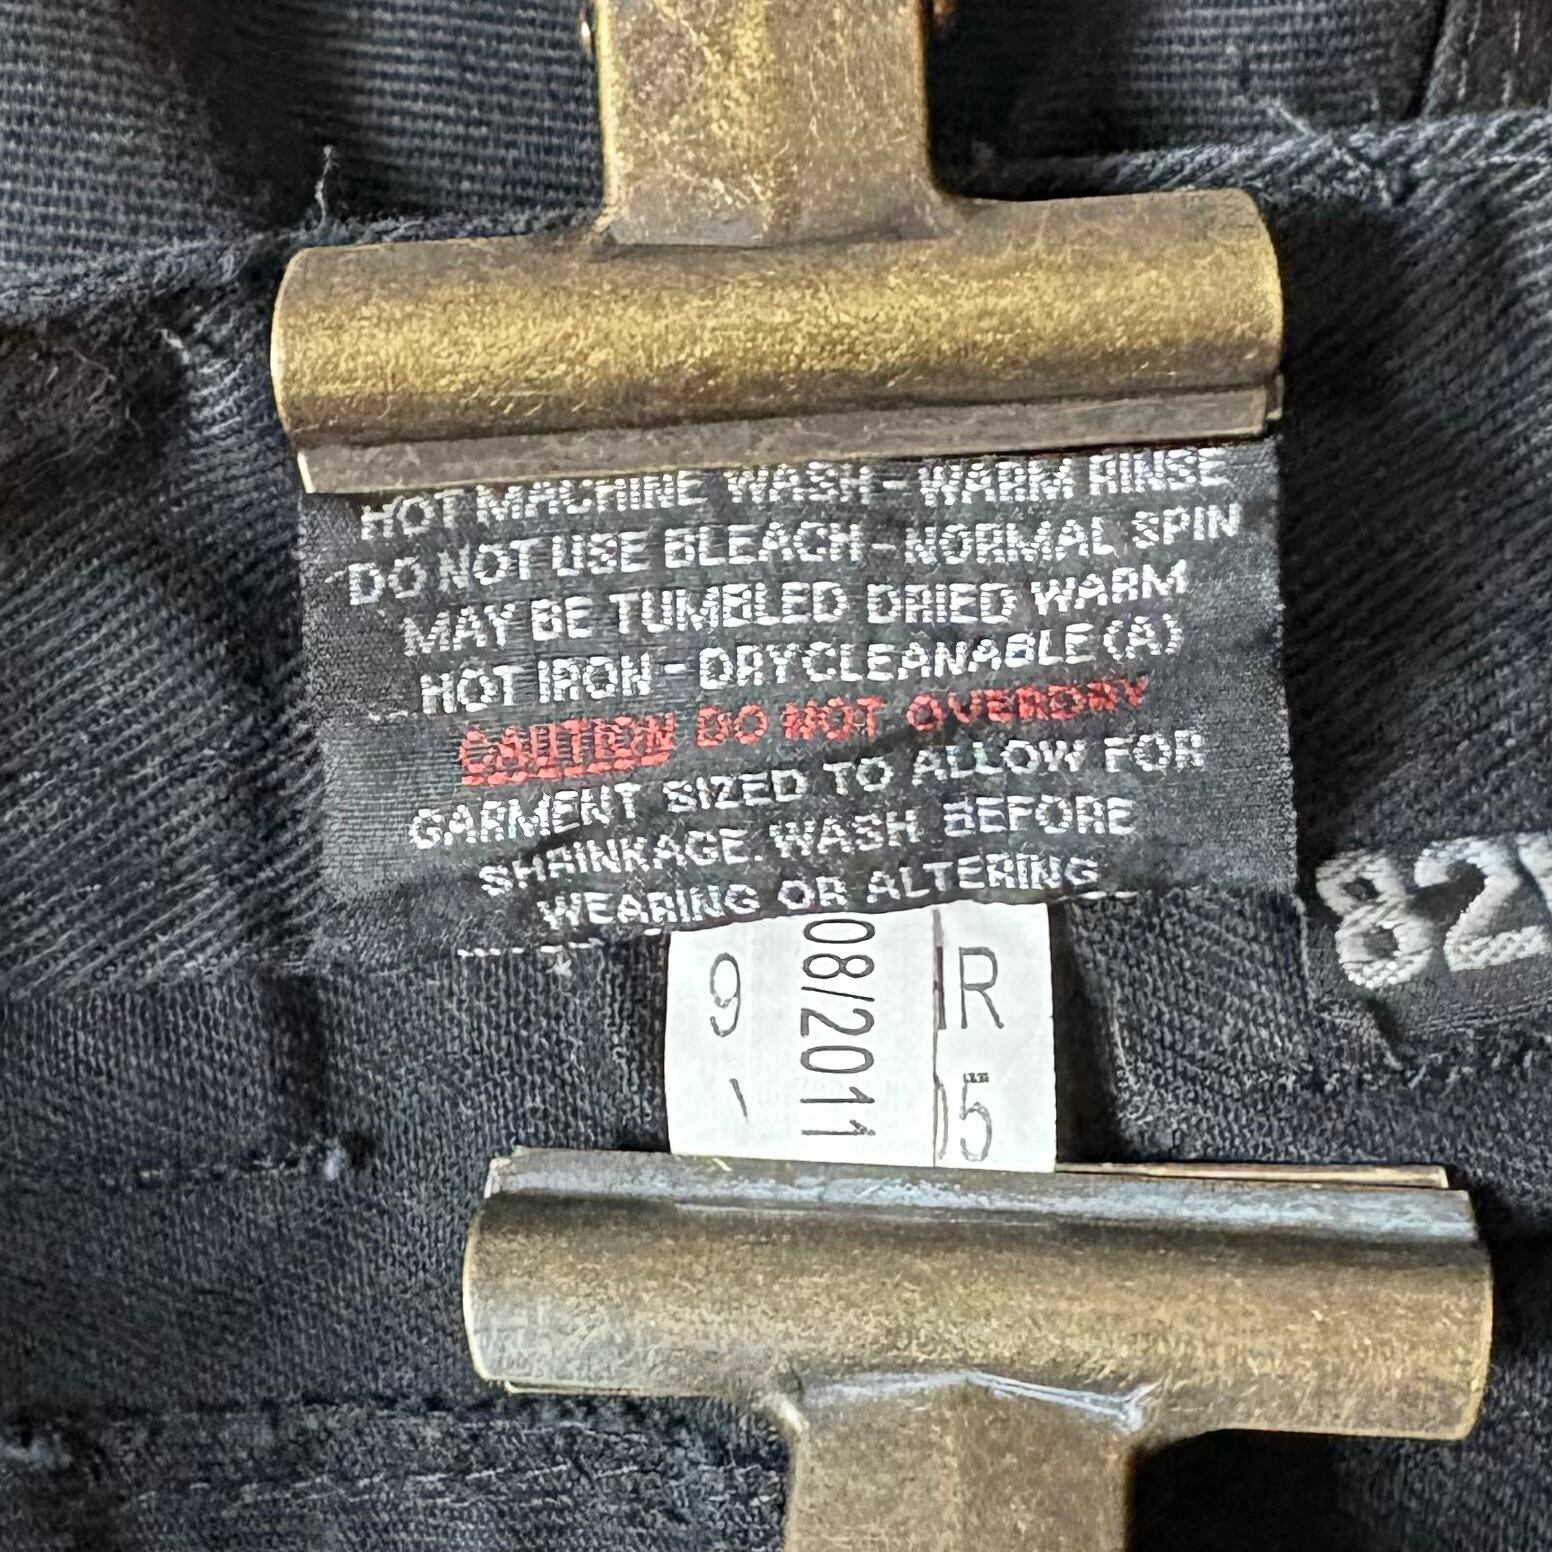 HOT MACHINE WASH - WARM RINSE
DO NOT USE BLEACH - NORMAL SPIN
MAY BE TUMBLED DRIED WARM
HOT IRON - DRYCLEANABLE (A)
CAUTION DO NOT OVERDRY
GARMENT SIZED TO ALLOW FOR
SHRINKAGE. WASH BEFORE
WEARING OR ALTERING
82
9
08/2011
R
5